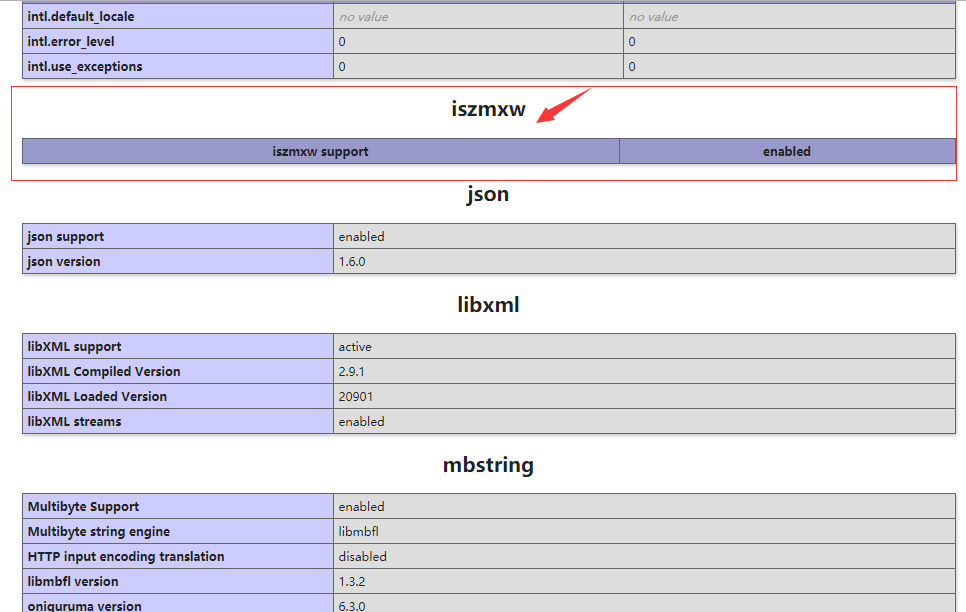 intl.default_locale no value no value
intl.error_level 0 0
intl.use_exceptions 0 0
iszmxw
iszmxw support enabled
json
json support enabled
json version 1.6.0
libxml
libXML support active
libXML Compiled Version 2.9.1
libXML Loaded Version 20901
libXML streams enabled
mbstring
Multibyte Support enabled
Multibyte string engine libmbfl
HTTP input encoding translation disabled
libmbfl version 1.3.2
oniguruma version 6.3.0